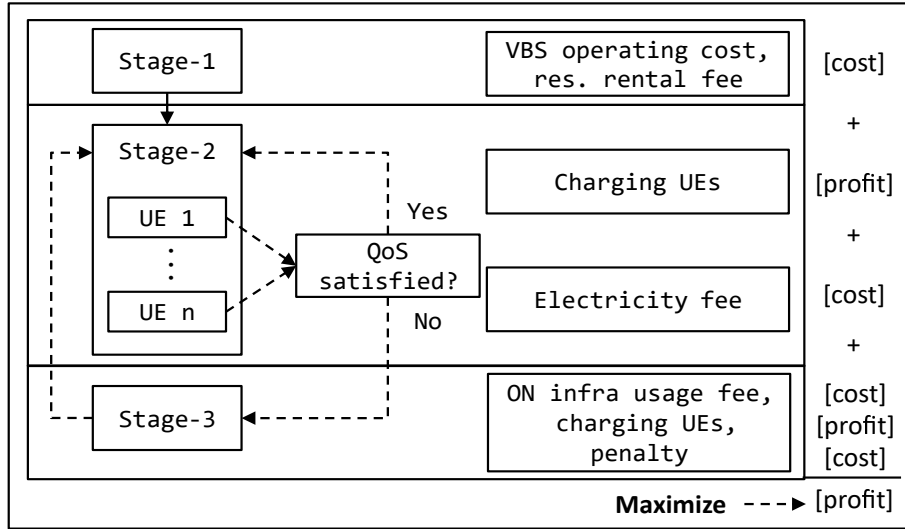 Stage-1
VBS operating cost,
res. rental fee
[cost]
+
Stage-2
UE 1
⋮
UE n
Yes
QoS
satisfied?
No
Charging UEs
[profit]
+
Electricity fee
[cost]
+
Stage-3
ON infra usage fee,
charging UEs,
penalty
[cost]
[profit]
[cost]
Maximize
[profit]